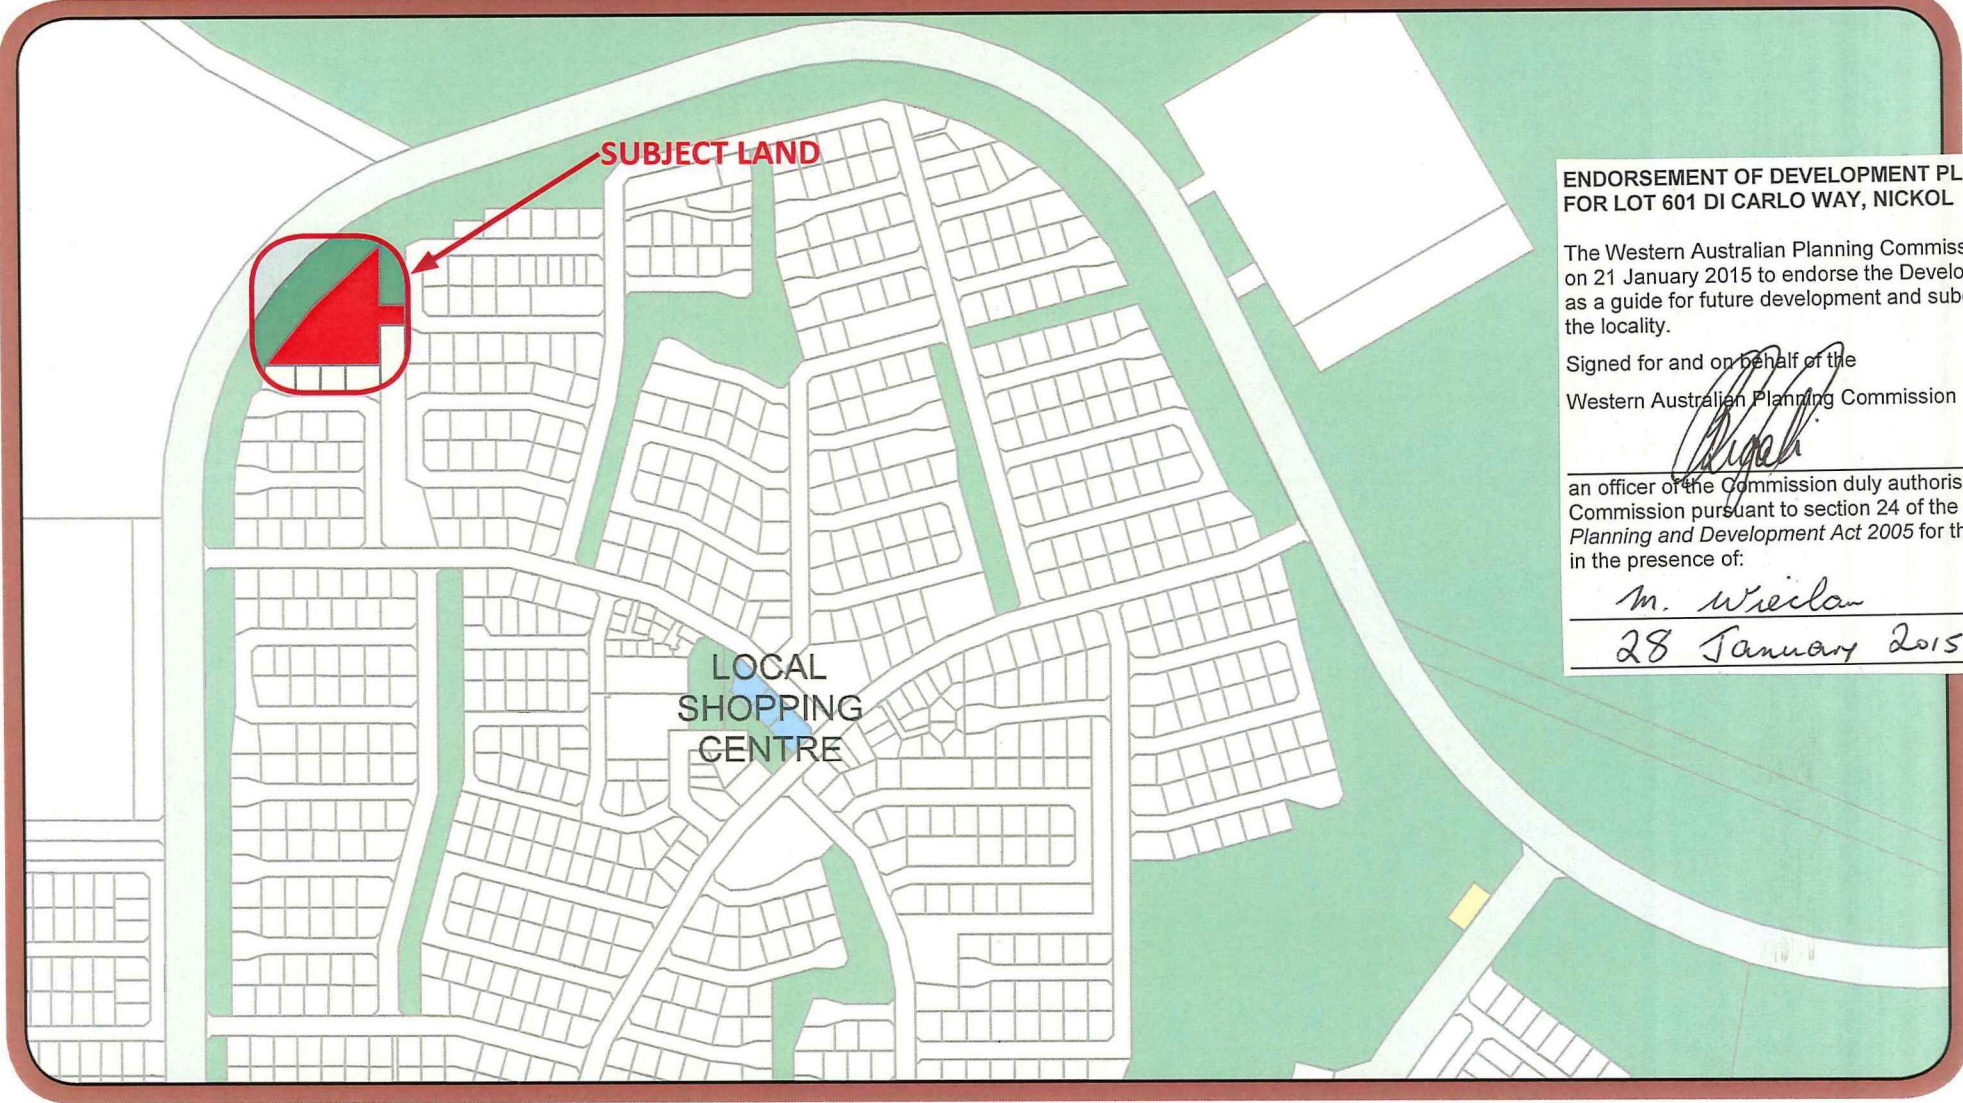 SUBJECT LAND
LOCAL
SHOPPING
CENTRE
ENDORSEMENT OF DEVELOPMENT PL
FOR LOT 601 DI CARLO WAY, NICKOL
The Western Australian Planning Commiss
on 21 January 2015 to endorse the Develo
as a guide for future development and sub
the locality.
Signed for and on behalf of the
Western Australian Planning Commission
an officer of the Commission duly authoris
Commission pursuant to section 24 of the
Planning and Development Act 2005 for th
in the presence of:
28 January 2015